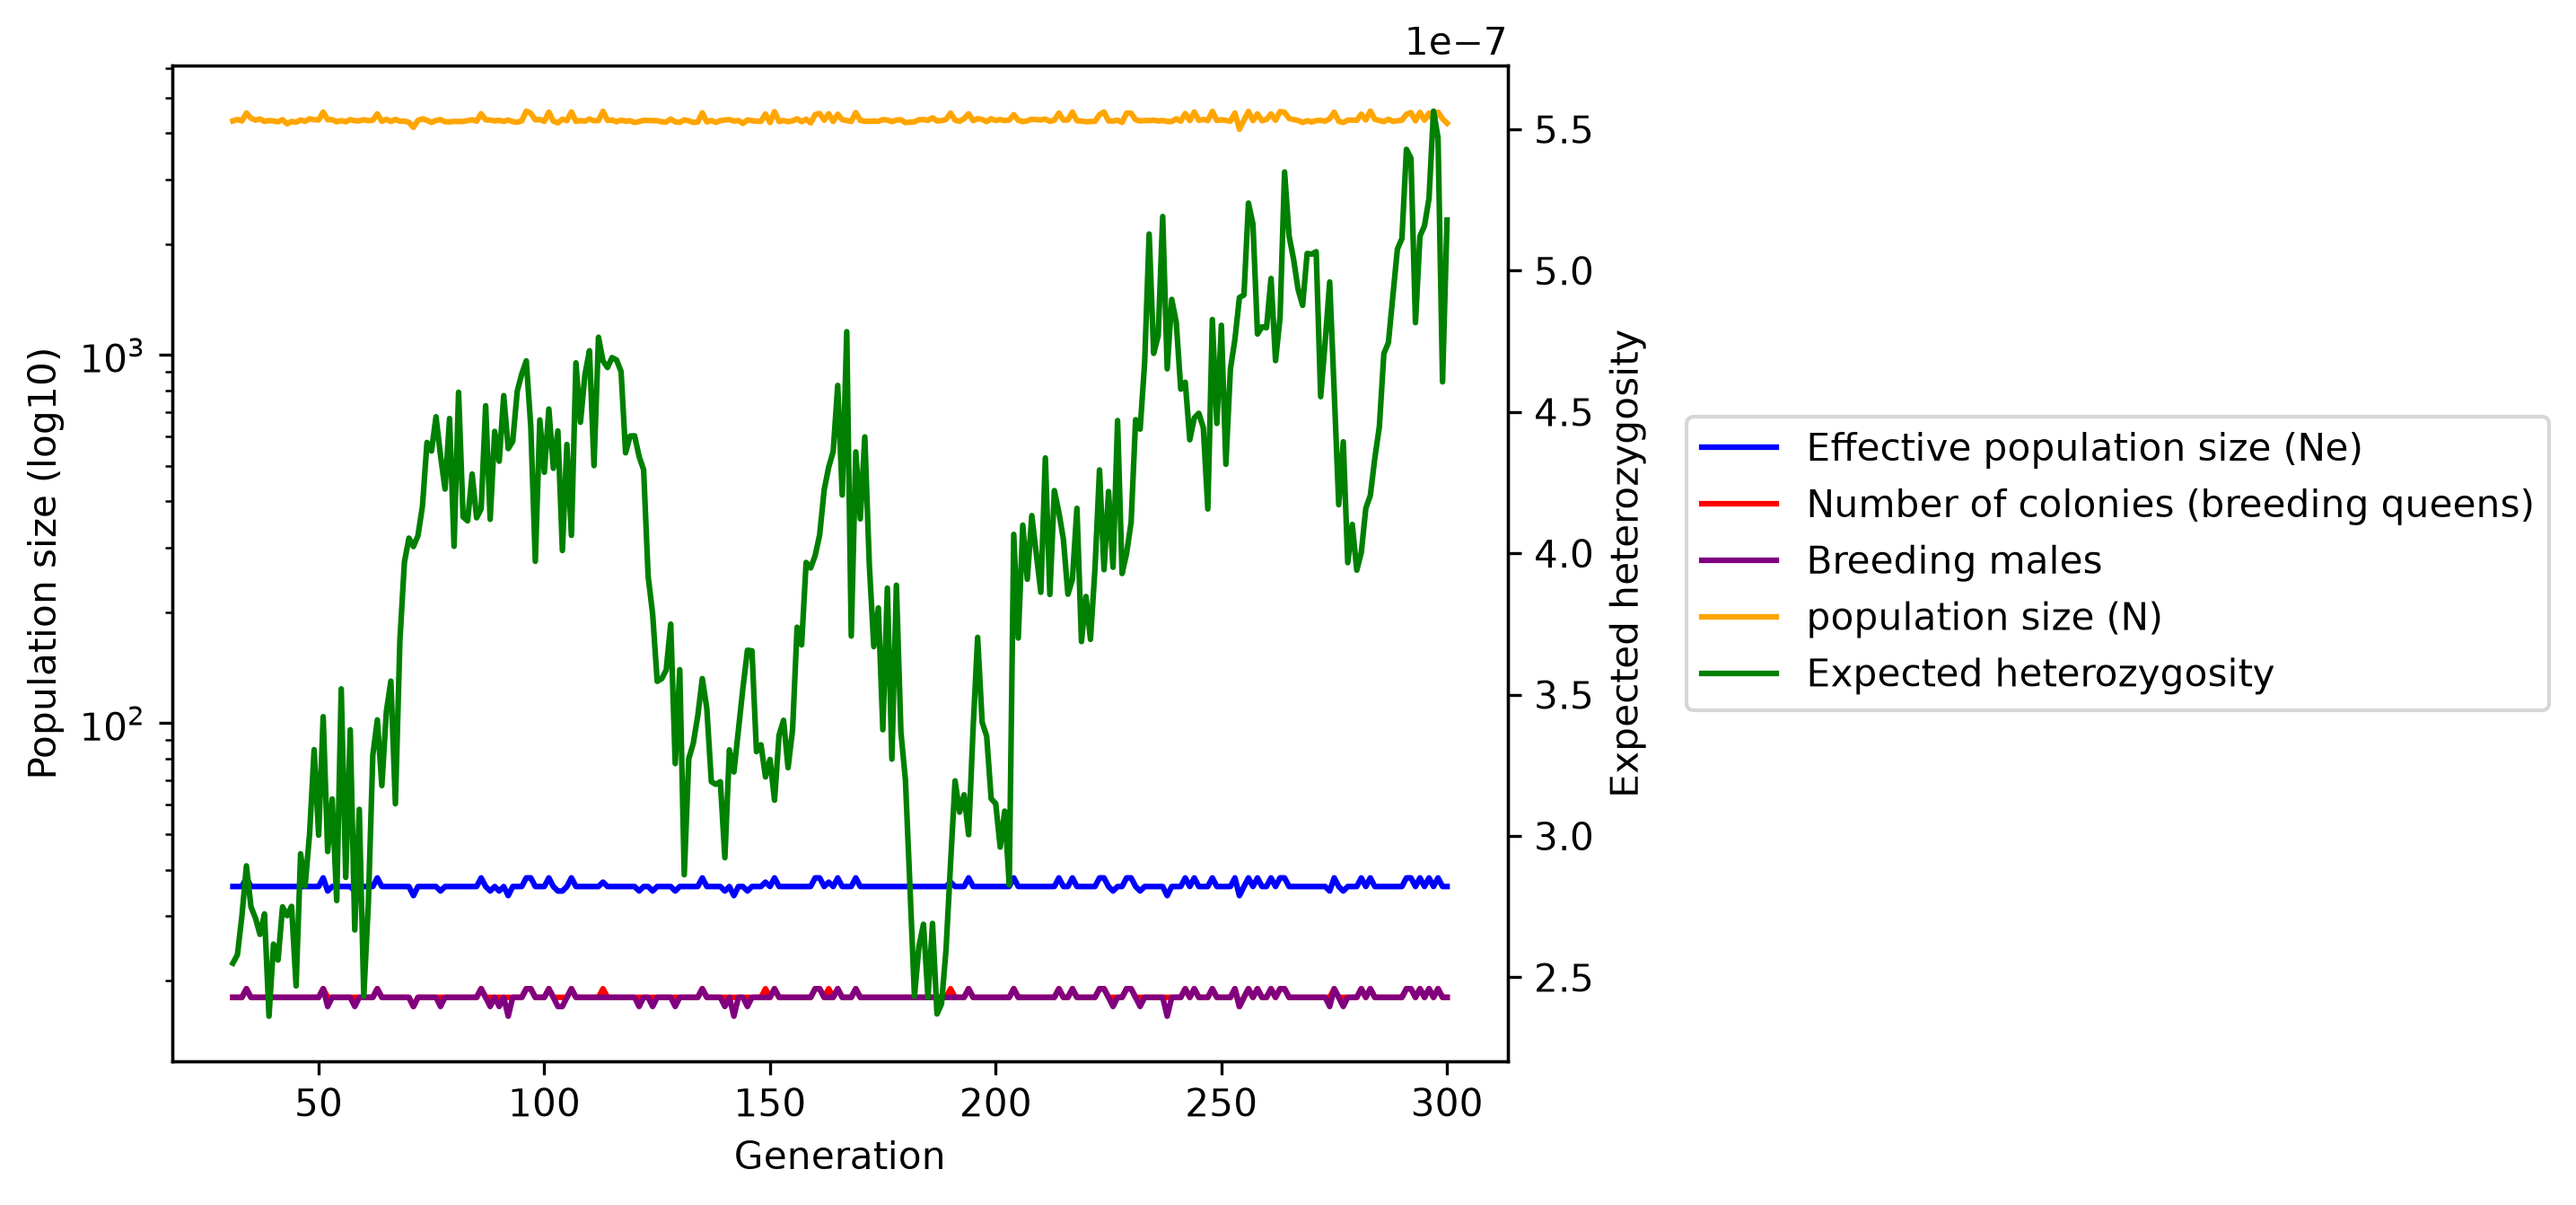 1e−7
Population size (log10)
10³
10²
5.5
5.0
4.5
4.0
3.5
3.0
2.5
Expected heterozygosity
50 100 150 200 250 300
Generation
Effective population size (Ne)
Number of colonies (breeding queens)
Breeding males
population size (N)
Expected heterozygosity